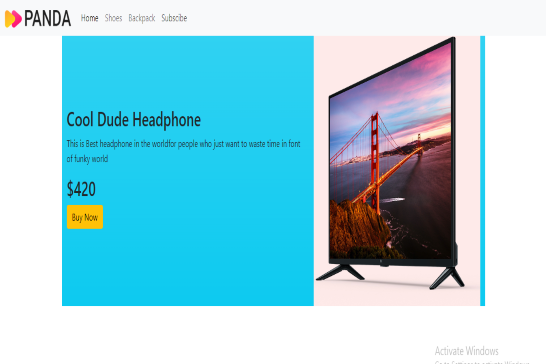 PANDA Home Shoes Backpack Subscibe
Cool Dude Headphone
This is Best headphone in the worldfor people who just want to waste time in font
of funky world
$420
Buy Now
Activate Windows